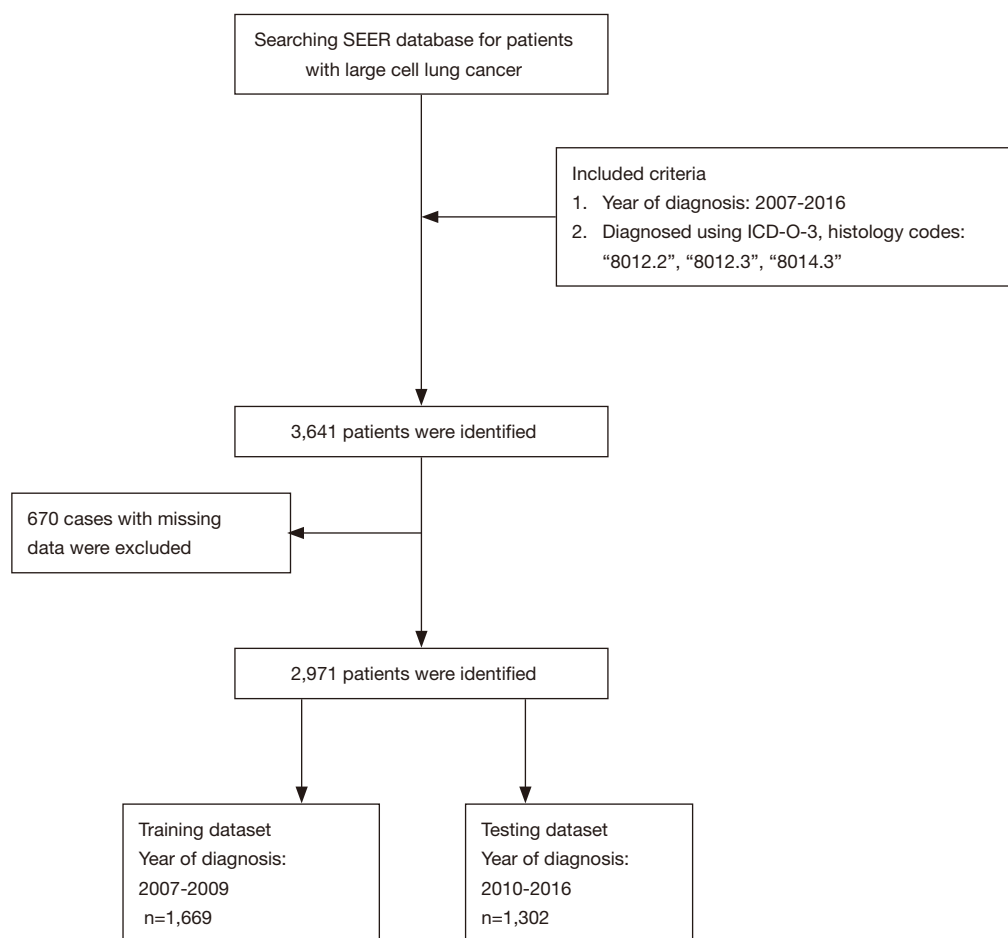 Searching SEER database for patients
with large cell lung cancer
Included criteria
1. Year of diagnosis: 2007-2016
2. Diagnosed using ICD-O-3, histology codes:
“8012.2”, “8012.3”, “8014.3”
3,641 patients were identified
670 cases with missing
data were excluded
2,971 patients were identified
Training dataset
Year of diagnosis:
2007-2009
n=1,669
Testing dataset
Year of diagnosis:
2010-2016
n=1,302